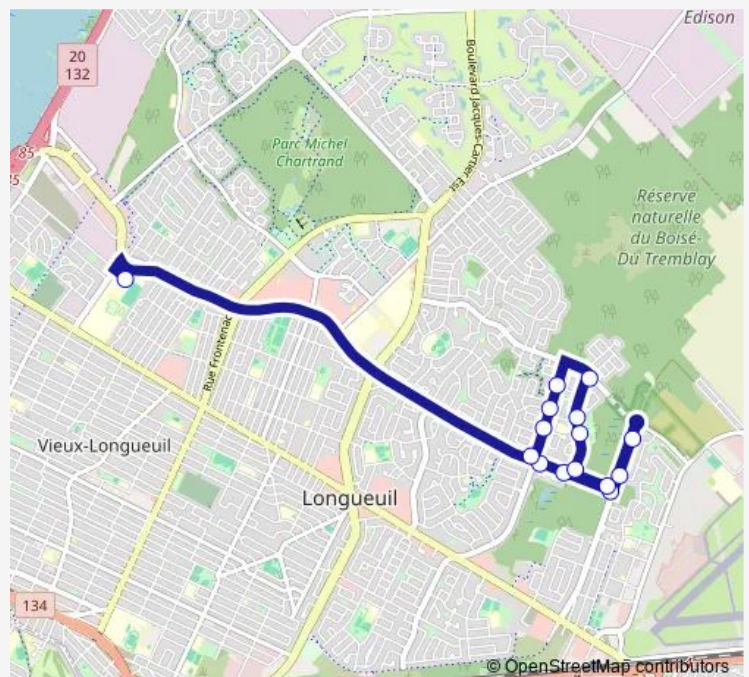 Edison
20
132
Boulevard Jacques-Cartier Est
Parc Michel
Chartrand
85
Réserve
naturelle
du Boisé-
Du Tremblay
Rue Frontenac
Vieux-Longueuil
Longueuil
134
© OpenStreetMap contributors